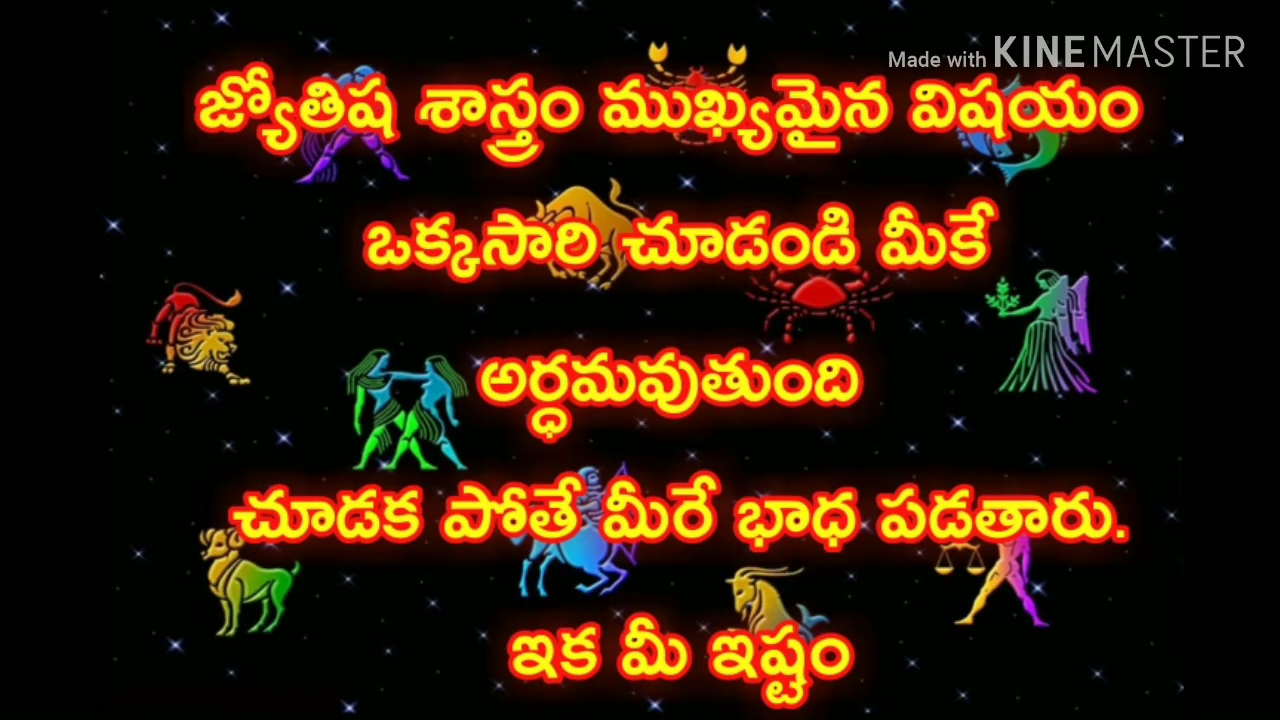 Made with KINEMASTER
జ్యోతిష శాస్త్రం ముఖ్యమైన విషయం
ఒక్కసారి చూడండి మీకే
అర్ధమవుతుంది
చూడక పోతే మీరే భాధ పడతారు.
ఇక మీ ఇష్టం